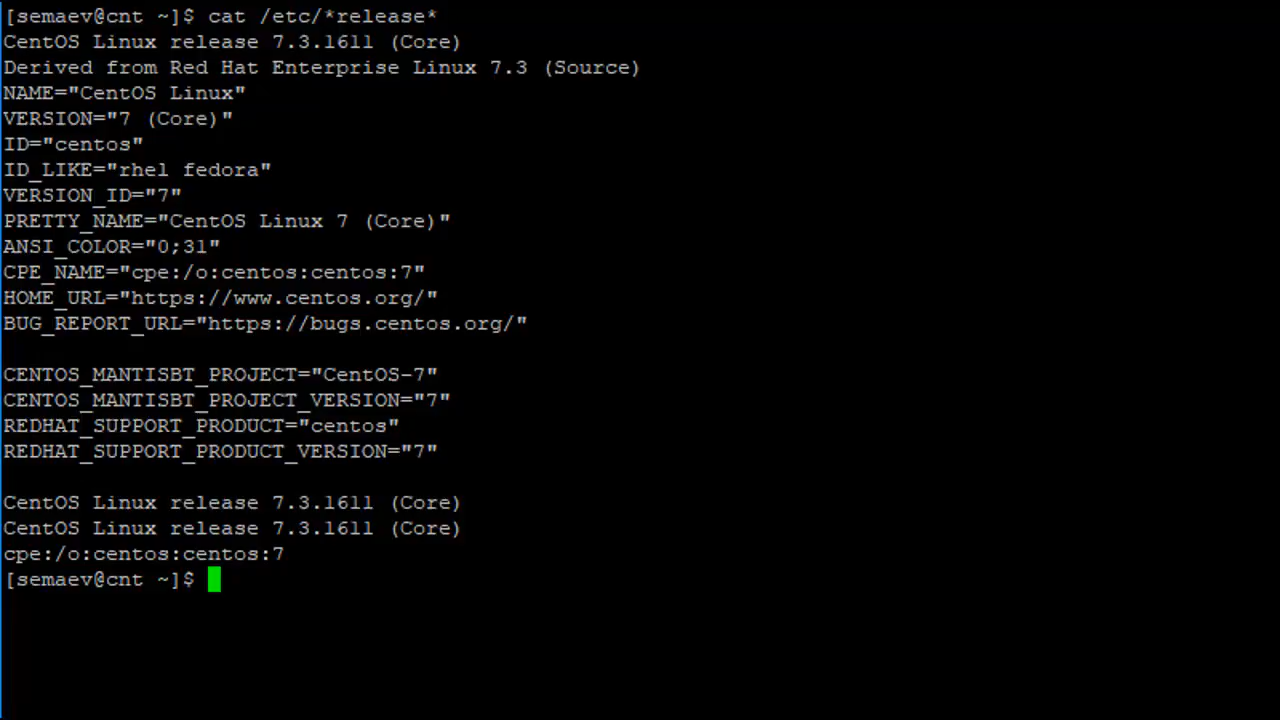 [semaev@cnt ~]$ cat /etc/*release*
CentOS Linux release 7.3.1611 (Core)
Derived from Red Hat Enterprise Linux 7.3 (Source)
NAME="CentOS Linux"
VERSION="7 (Core)"
ID="centos"
ID_LIKE="rhel fedora"
VERSION_ID="7"
PRETTY_NAME="CentOS Linux 7 (Core)"
ANSI_COLOR="0;31"
CPE_NAME="cpe:/o:centos:centos:7"
HOME_URL="https://www.centos.org/"
BUG_REPORT_URL="https://bugs.centos.org/"
CENTOS_MANTISBT_PROJECT="CentOS-7"
CENTOS_MANTISBT_PROJECT_VERSION="7"
REDHAT_SUPPORT_PRODUCT="centos"
REDHAT_SUPPORT_PRODUCT_VERSION="7"
CentOS Linux release 7.3.1611 (Core)
CentOS Linux release 7.3.1611 (Core)
cpe:/o:centos:centos:7
[semaev@cnt ~]$